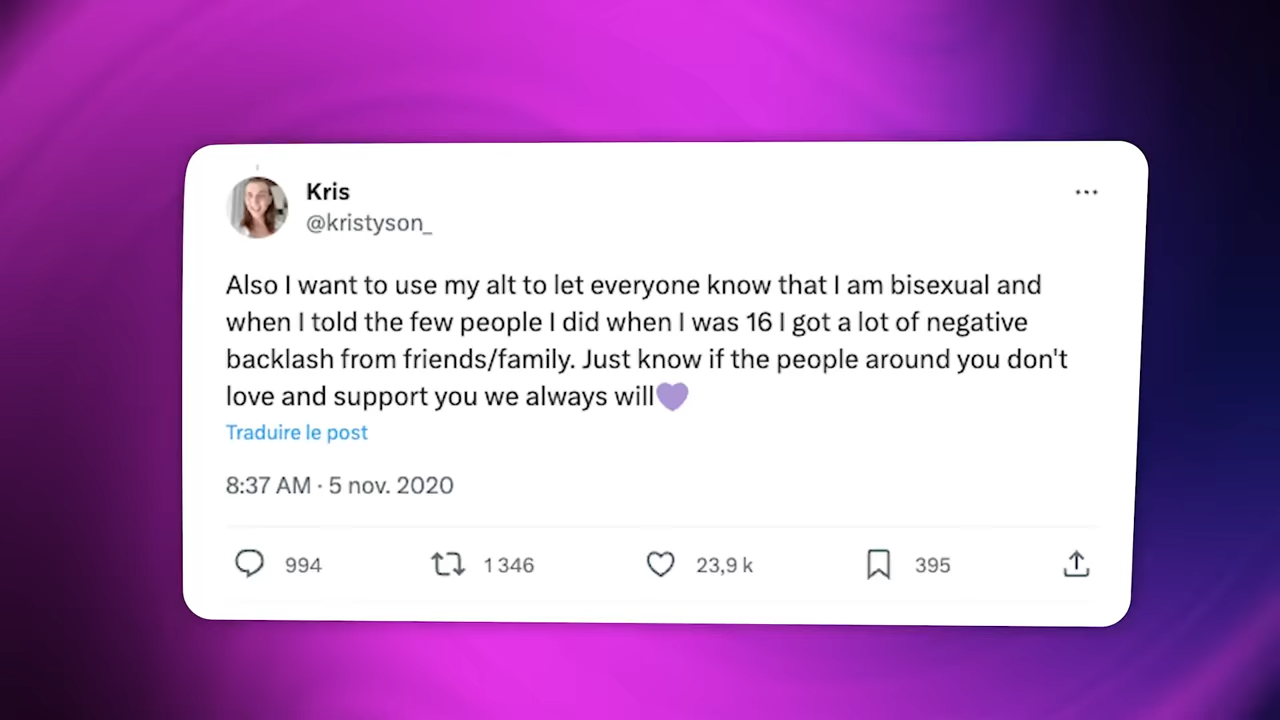 Kris
@kristyson_
Also I want to use my alt to let everyone know that I am bisexual and
when I told the few people I did when I was 16 I got a lot of negative
backlash from friends/family. Just know if the people around you don't
love and support you we always will💜
Traduire le post
8:37 AM · 5 nov. 2020
994 1 346 23,9 k 395